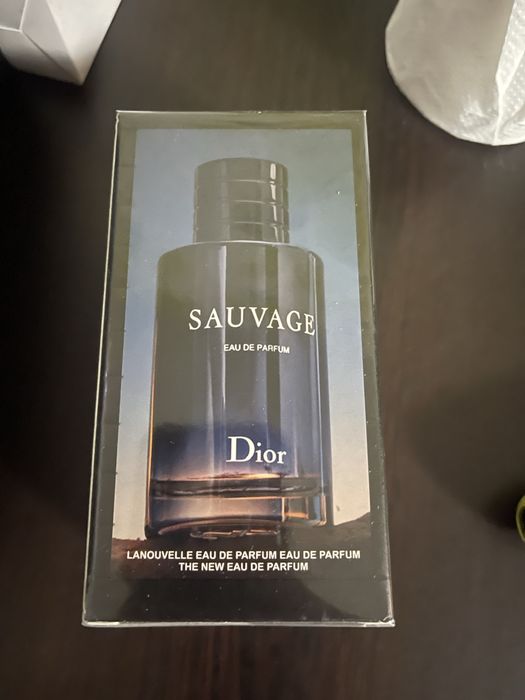 SAUVAGE
EAU DE PARFUM
Dior
LANOUVELLE EAU DE PARFUM EAU DE PARFUM
THE NEW EAU DE PARFUM